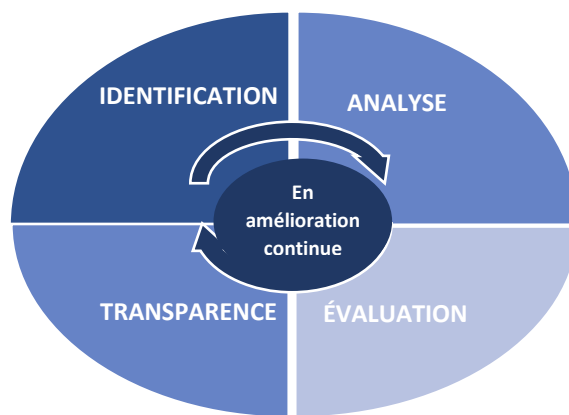 IDENTIFICATION
ANALYSE
En
amélioration
continue
TRANSPARENCE
ÉVALUATION